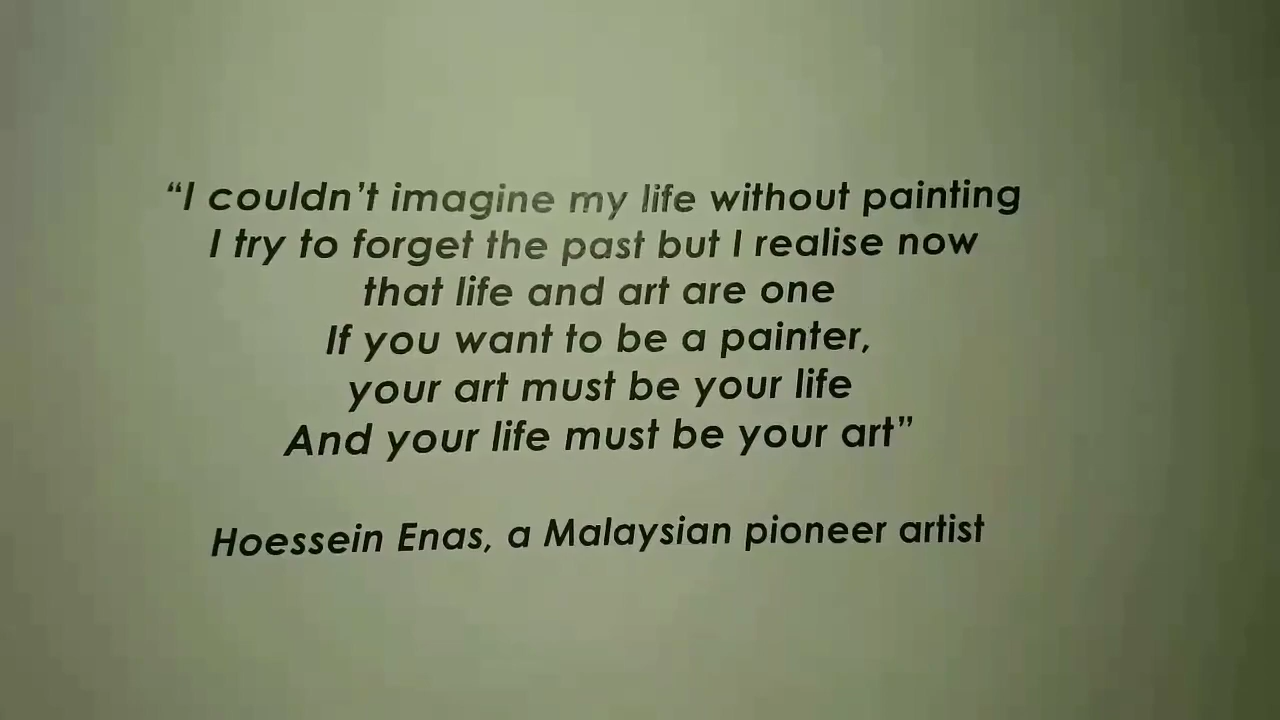 “I couldn’t imagine my life without painting
I try to forget the past but I realise now
that life and art are one
If you want to be a painter,
your art must be your life
And your life must be your art”
Hoessein Enas, a Malaysian pioneer artist